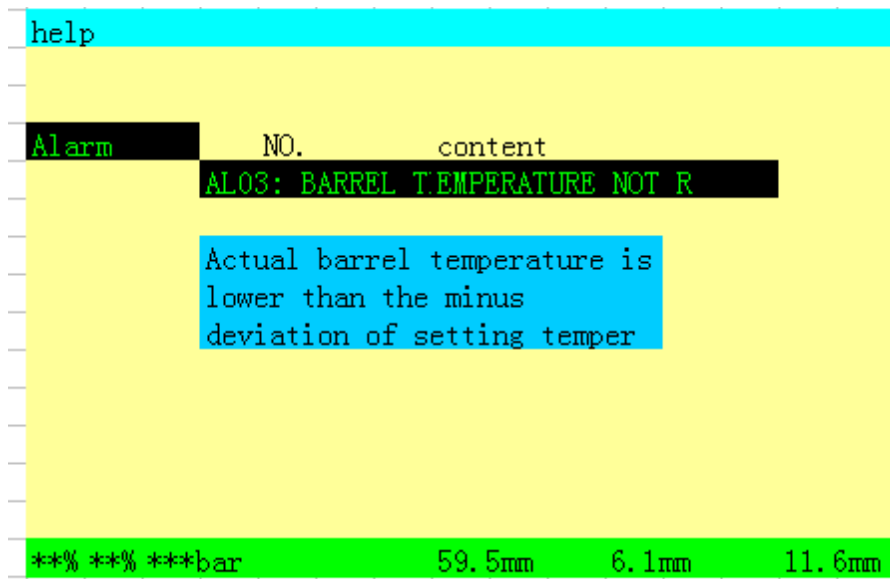 help
Alarm NO. content
AL03: BARREL TEMPERATURE NOT R
Actual barrel temperature is
lower than the minus
deviation of setting temper
**% **% ***bar 59.5mm 6.1mm 11.6mm